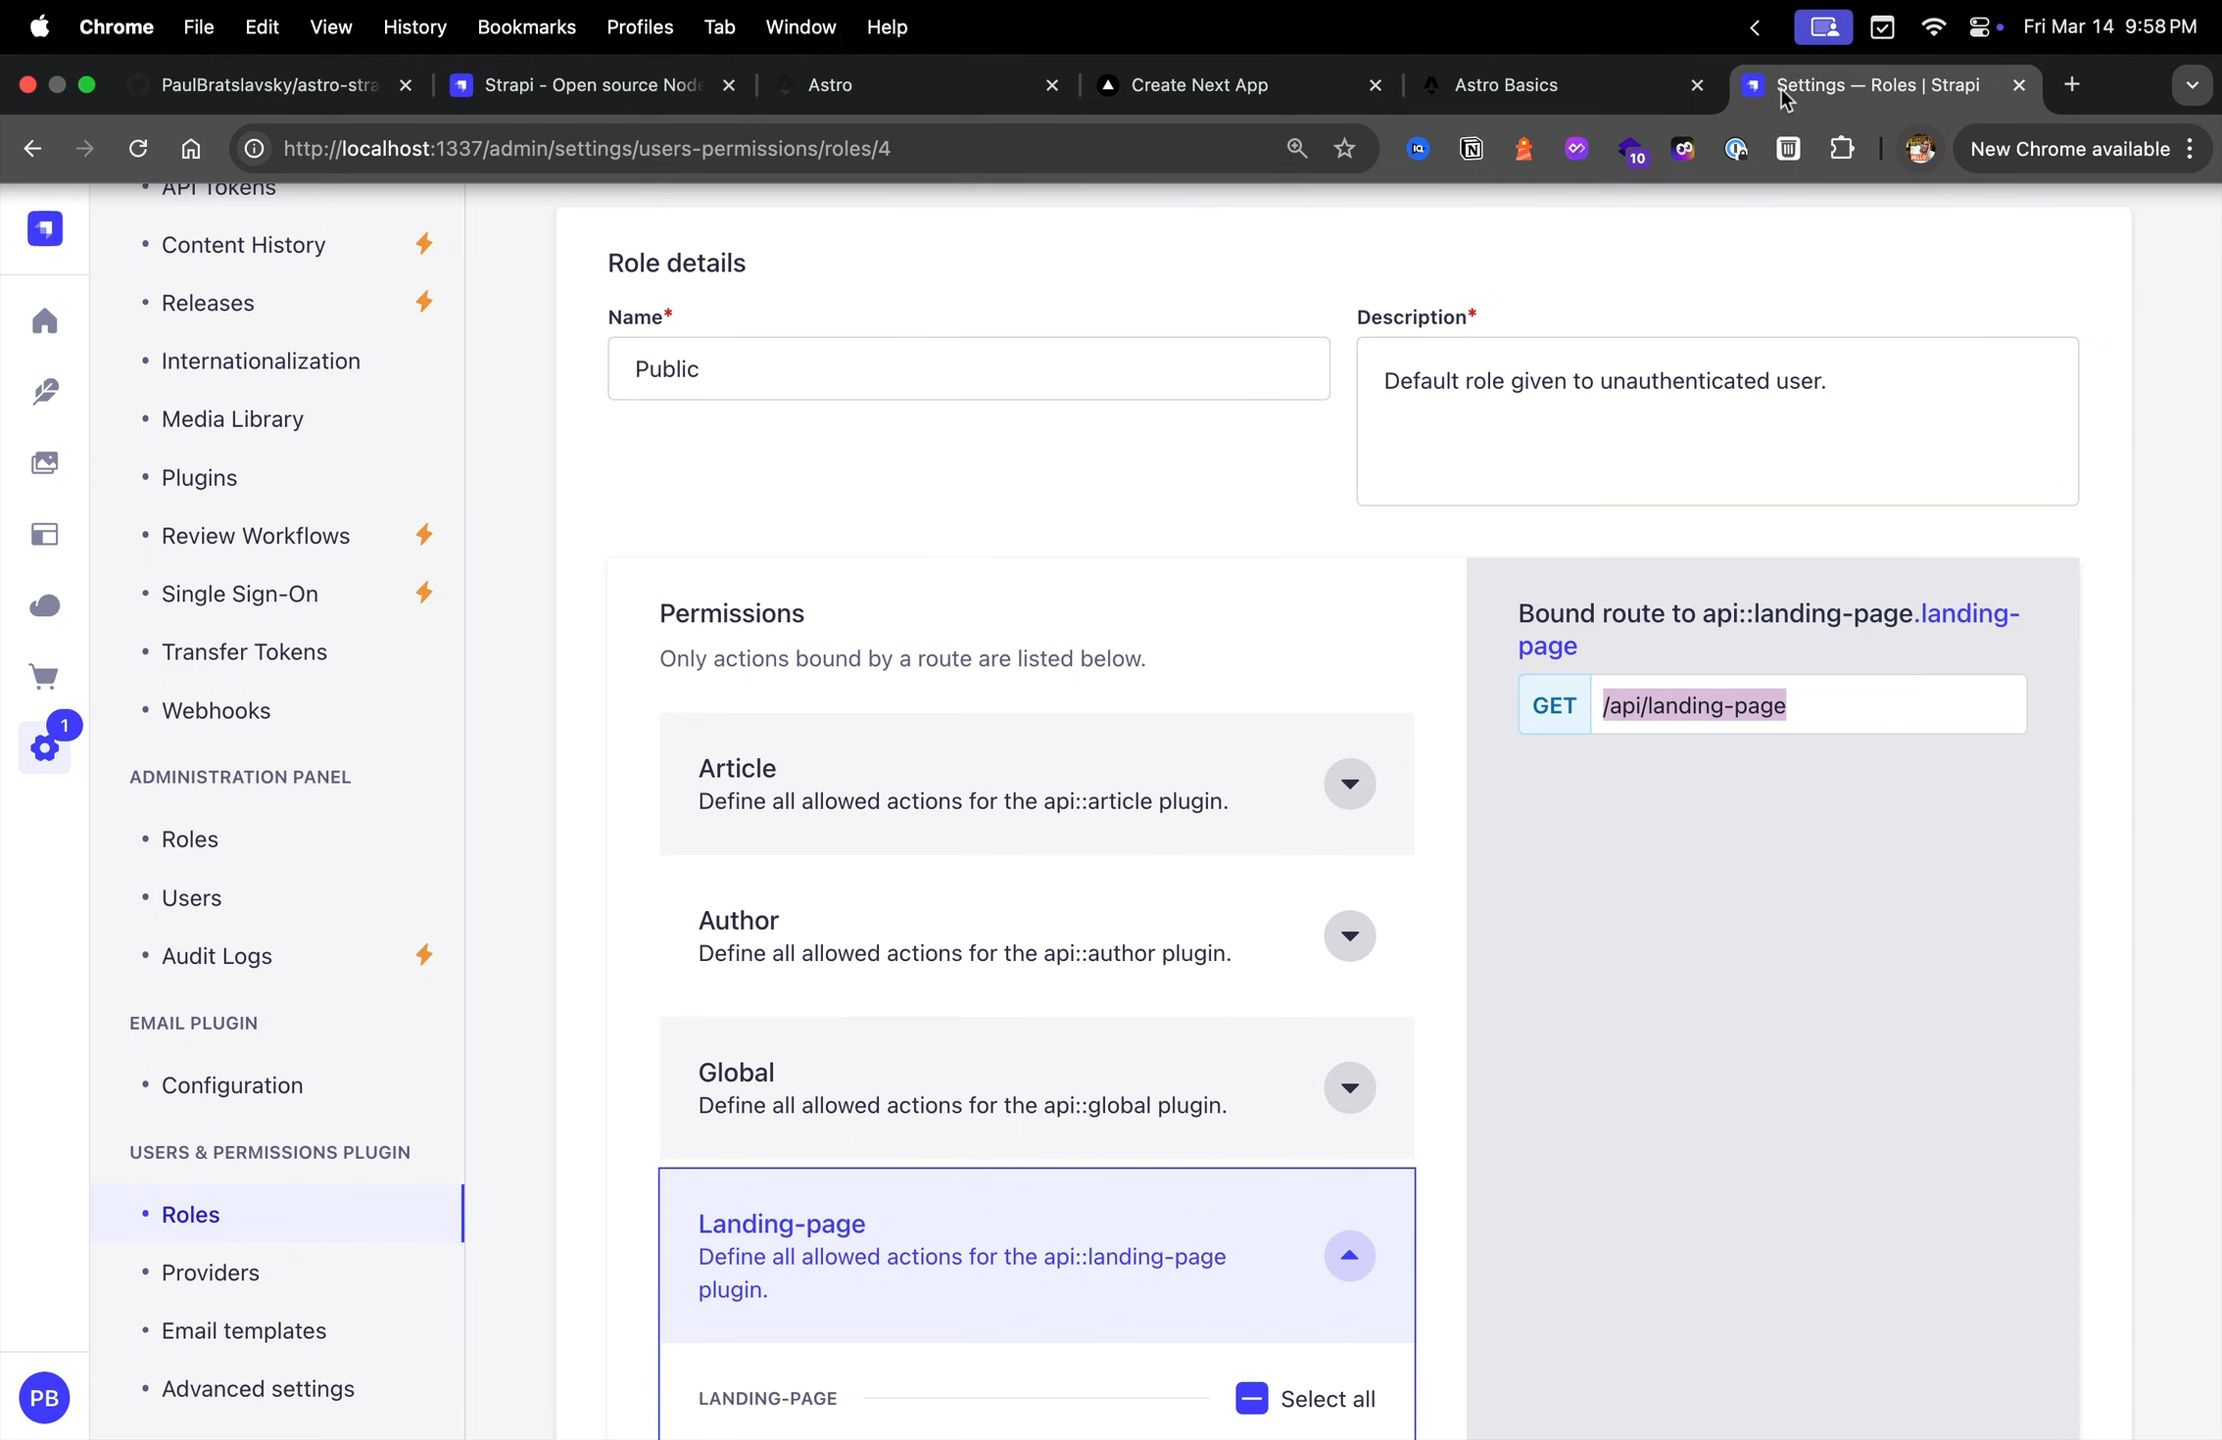 Chrome File Edit View History Bookmarks Profiles Tab Window Help Fri Mar 14 9:58 PM
PaulBratslavsky/astro-stra
Strapi - Open source Node
Astro
Create Next App
Astro Basics
Settings — Roles | Strapi
http://localhost:1337/admin/settings/users-permissions/roles/4
10
New Chrome available
1
PB
API Tokens
Content History
Releases
Internationalization
Media Library
Plugins
Review Workflows
Single Sign-On
Transfer Tokens
Webhooks
ADMINISTRATION PANEL
Roles
Users
Audit Logs
EMAIL PLUGIN
Configuration
USERS & PERMISSIONS PLUGIN
Roles
Providers
Email templates
Advanced settings
Role details
Name*
Public
Description*
Default role given to unauthenticated user.
Permissions
Only actions bound by a route are listed below.
Article
Define all allowed actions for the api::article plugin.
Author
Define all allowed actions for the api::author plugin.
Global
Define all allowed actions for the api::global plugin.
Landing-page
Define all allowed actions for the api::landing-page
plugin.
LANDING-PAGE
Select all
Bound route to api::landing-page.landing-
page
GET /api/landing-page